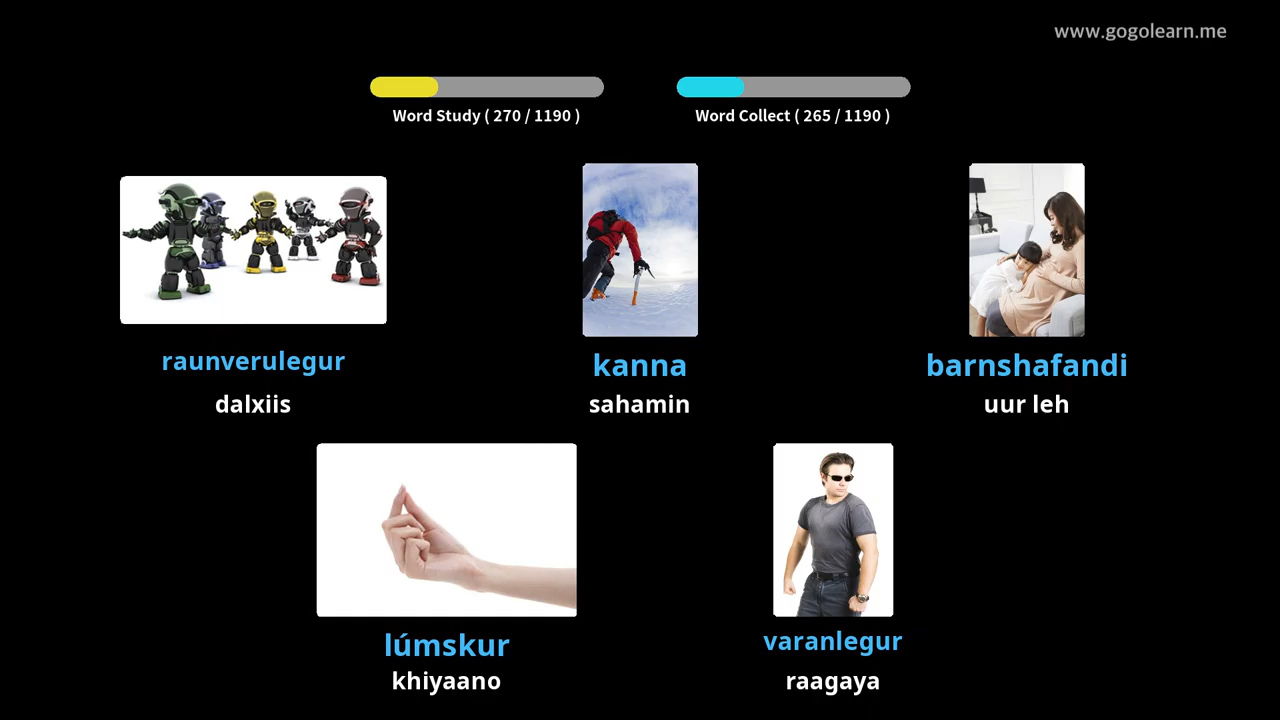 www.gogolearn.me
Word Study ( 270 / 1190 )
Word Collect ( 265 / 1190 )
raunverulegur
dalxiis
kanna
sahamin
barnshafandi
uur leh
lúmskur
khiyaano
varanlegur
raagaya